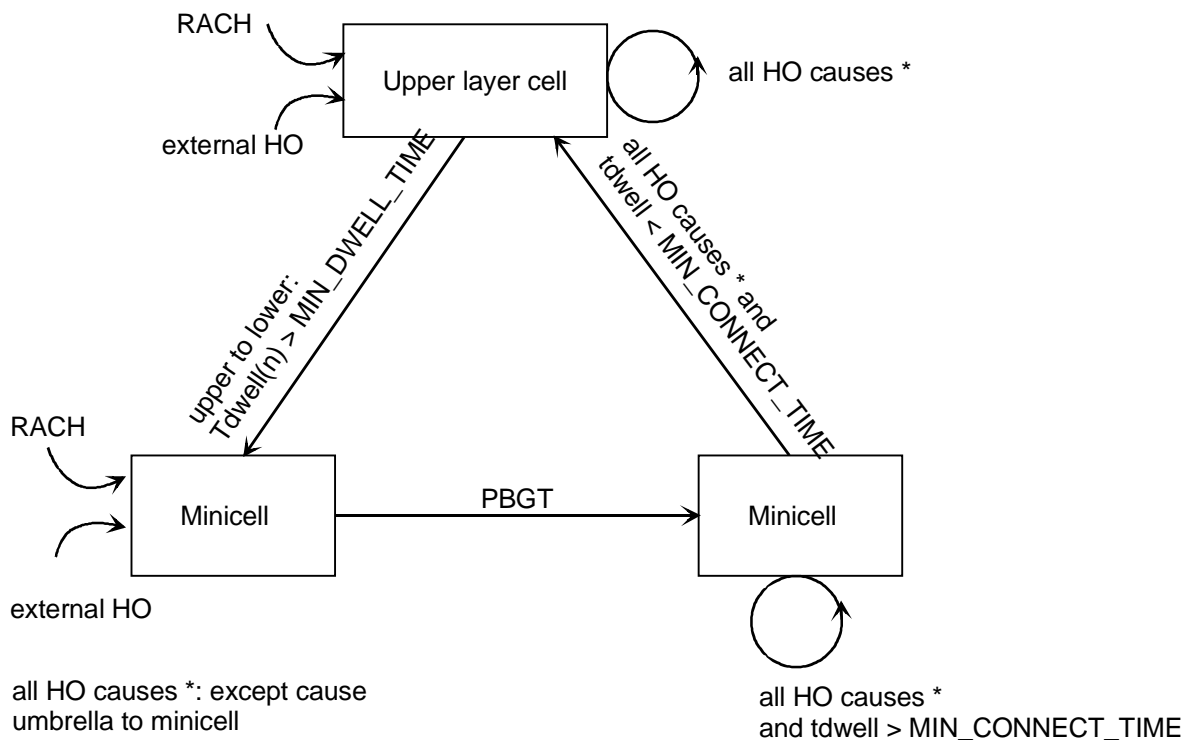 RACH
Upper layer cell
all HO causes *
external HO
upper to lower:
Tdwell(n) > MIN_DWELL_TIME
all HO causes * and
tdwell < MIN_CONNECT_TIME
RACH
Minicell
PBGT
Minicell
external HO
all HO causes *: except cause
umbrella to minicell
all HO causes *
and tdwell > MIN_CONNECT_TIME